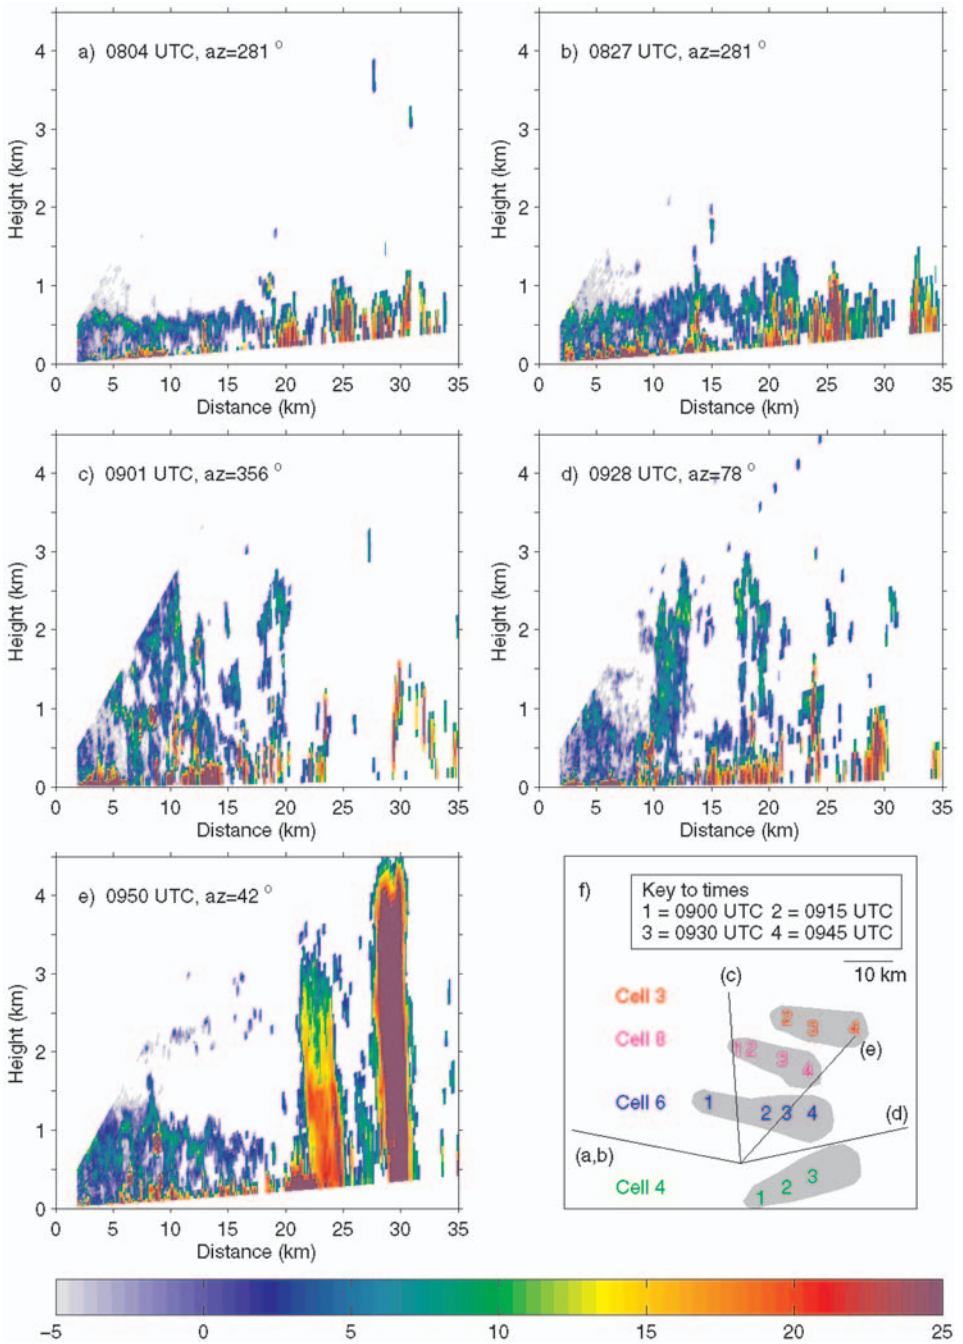 a) 0804 UTC, az=281 °
4
3
2
1
0
Height (km)
0 5 10 15 20 25 30 35
Distance (km)
b) 0827 UTC, az=281 °
4
3
2
1
0
Height (km)
0 5 10 15 20 25 30 35
Distance (km)
c) 0901 UTC, az=356 °
4
3
2
1
0
Height (km)
0 5 10 15 20 25 30 35
Distance (km)
d) 0928 UTC, az=78 °
4
3
2
1
0
Height (km)
0 5 10 15 20 25 30 35
Distance (km)
e) 0950 UTC, az=42 °
4
3
2
1
0
Height (km)
0 5 10 15 20 25 30 35
Distance (km)
f)
Key to times
1 = 0900 UTC 2 = 0915 UTC
3 = 0930 UTC 4 = 0945 UTC
10 km
(c)
Cell 3
2 3 4
Cell 8
1 2 3 4
(e)
Cell 6
1 2 3 4
(d)
(a,b)
Cell 4
1 2 3
−5 0 5 10 15 20 25